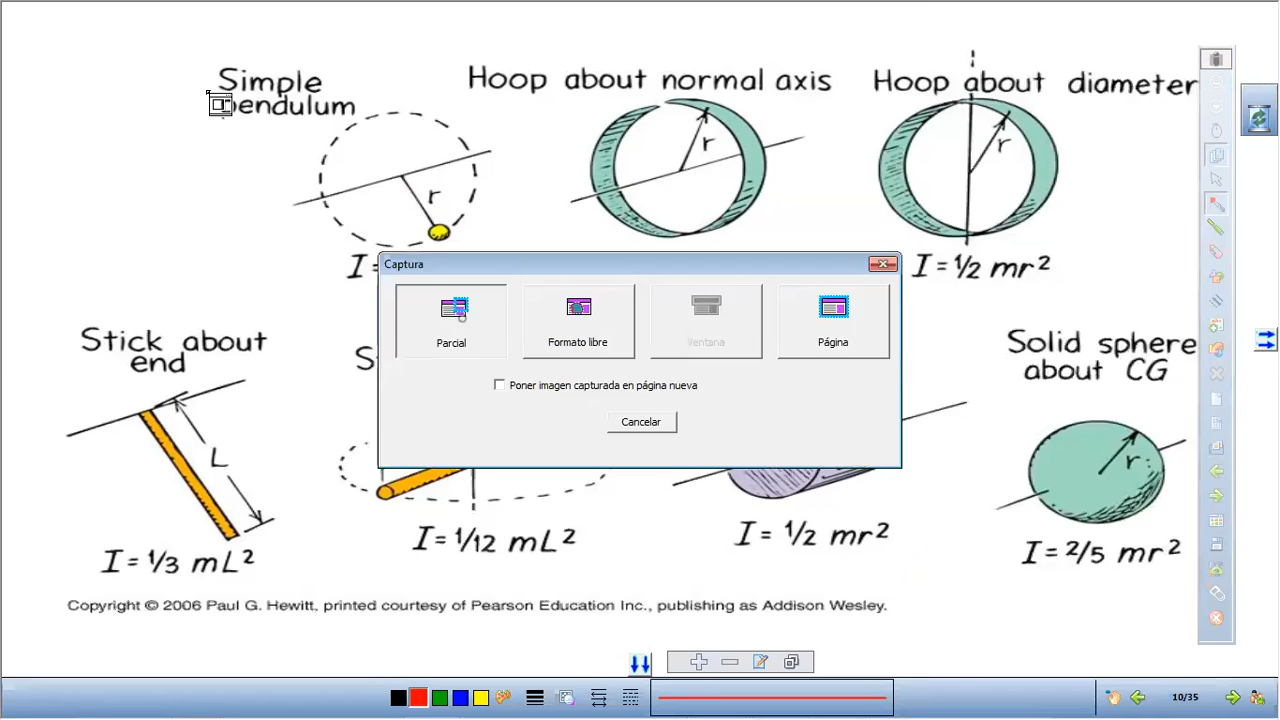 Simple
pendulum
Hoop about normal axis
Hoop about diameter
r
r
r
I = ½ mr²
Captura
Parcial
Formato libre
Ventana
Página
Poner imagen capturada en página nueva
Cancelar
Stick about
end
L
I = 1/3 mL²
I = 1/12 mL²
I = ½ mr²
Solid sphere
about CG
r
I = 2/5 mr²
Copyright © 2006 Paul G. Hewitt, printed courtesy of Pearson Education Inc., publishing as Addison Wesley.
10/35